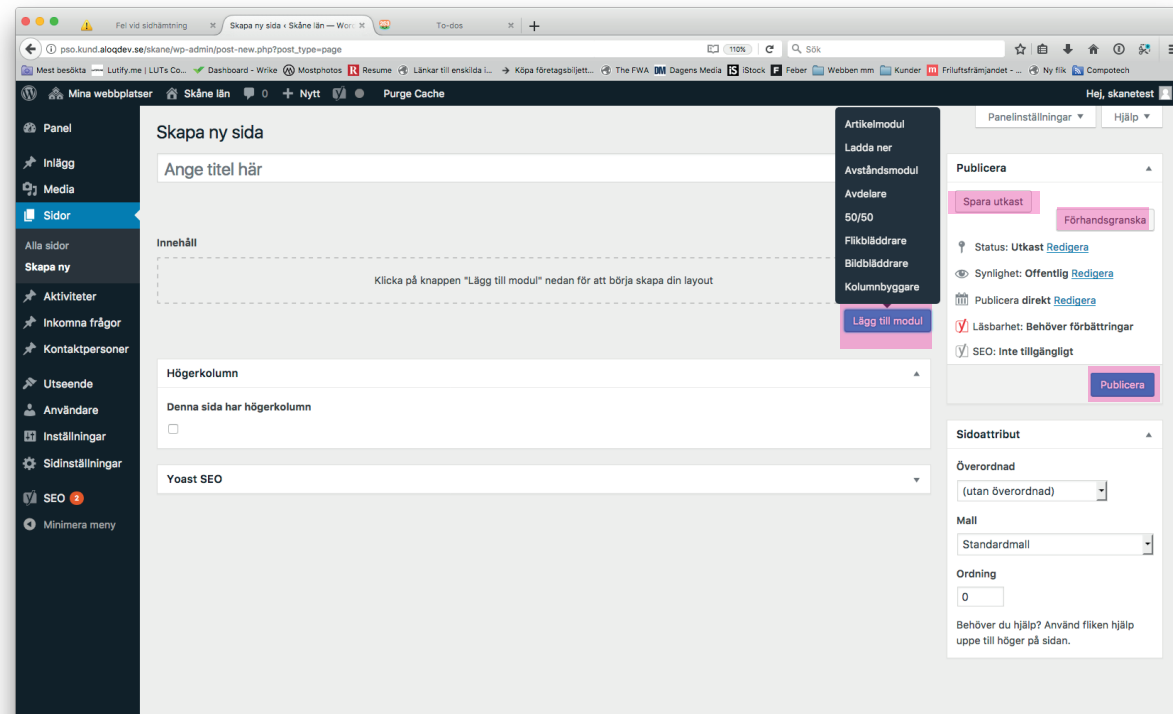 Fel vid sidhämtning
Skapa ny sida ‹ Skåne län — Wor
To-dos
pso.kund.aloqdev.se/skane/wp-admin/post-new.php?post_type=page
110%
Sök
Mest besökta
Lutify.me | LUTs Co...
Dashboard - Wrike
Mostphotos
Resume
Länkar till enskilda i...
Köpa företagsbiljett...
The FWA
DM Dagens Media
iStock
Feber
Webben mm
Kunder
Friluftsfrämjandet - ...
Ny flik
Compotech
Mina webbplatser
Skåne län
0
Nytt
Purge Cache
Hej, skanetest
Panel
Inlägg
Media
Sidor
Alla sidor
Skapa ny
Aktiviteter
Inkomna frågor
Kontaktpersoner
Utseende
Användare
Inställningar
Sidinställningar
SEO 2
Minimera meny
Panelinställningar
Hjälp
Skapa ny sida
Ange titel här
Innehåll
Klicka på knappen "Lägg till modul" nedan för att börja skapa din layout
Artikelmodul
Ladda ner
Avståndsmodul
Avdelare
50/50
Flikbläddrare
Bildbläddrare
Kolumnbyggare
Lägg till modul
Högerkolumn
Denna sida har högerkolumn
Yoast SEO
Publicera
Spara utkast
Förhandsgranska
Status: Utkast Redigera
Synlighet: Offentlig Redigera
Publicera direkt Redigera
Läsbarhet: Behöver förbättringar
SEO: Inte tillgängligt
Publicera
Sidoattribut
Överordnad
(utan överordnad)
Mall
Standardmall
Ordning
0
Behöver du hjälp? Använd fliken hjälp
uppe till höger på sidan.